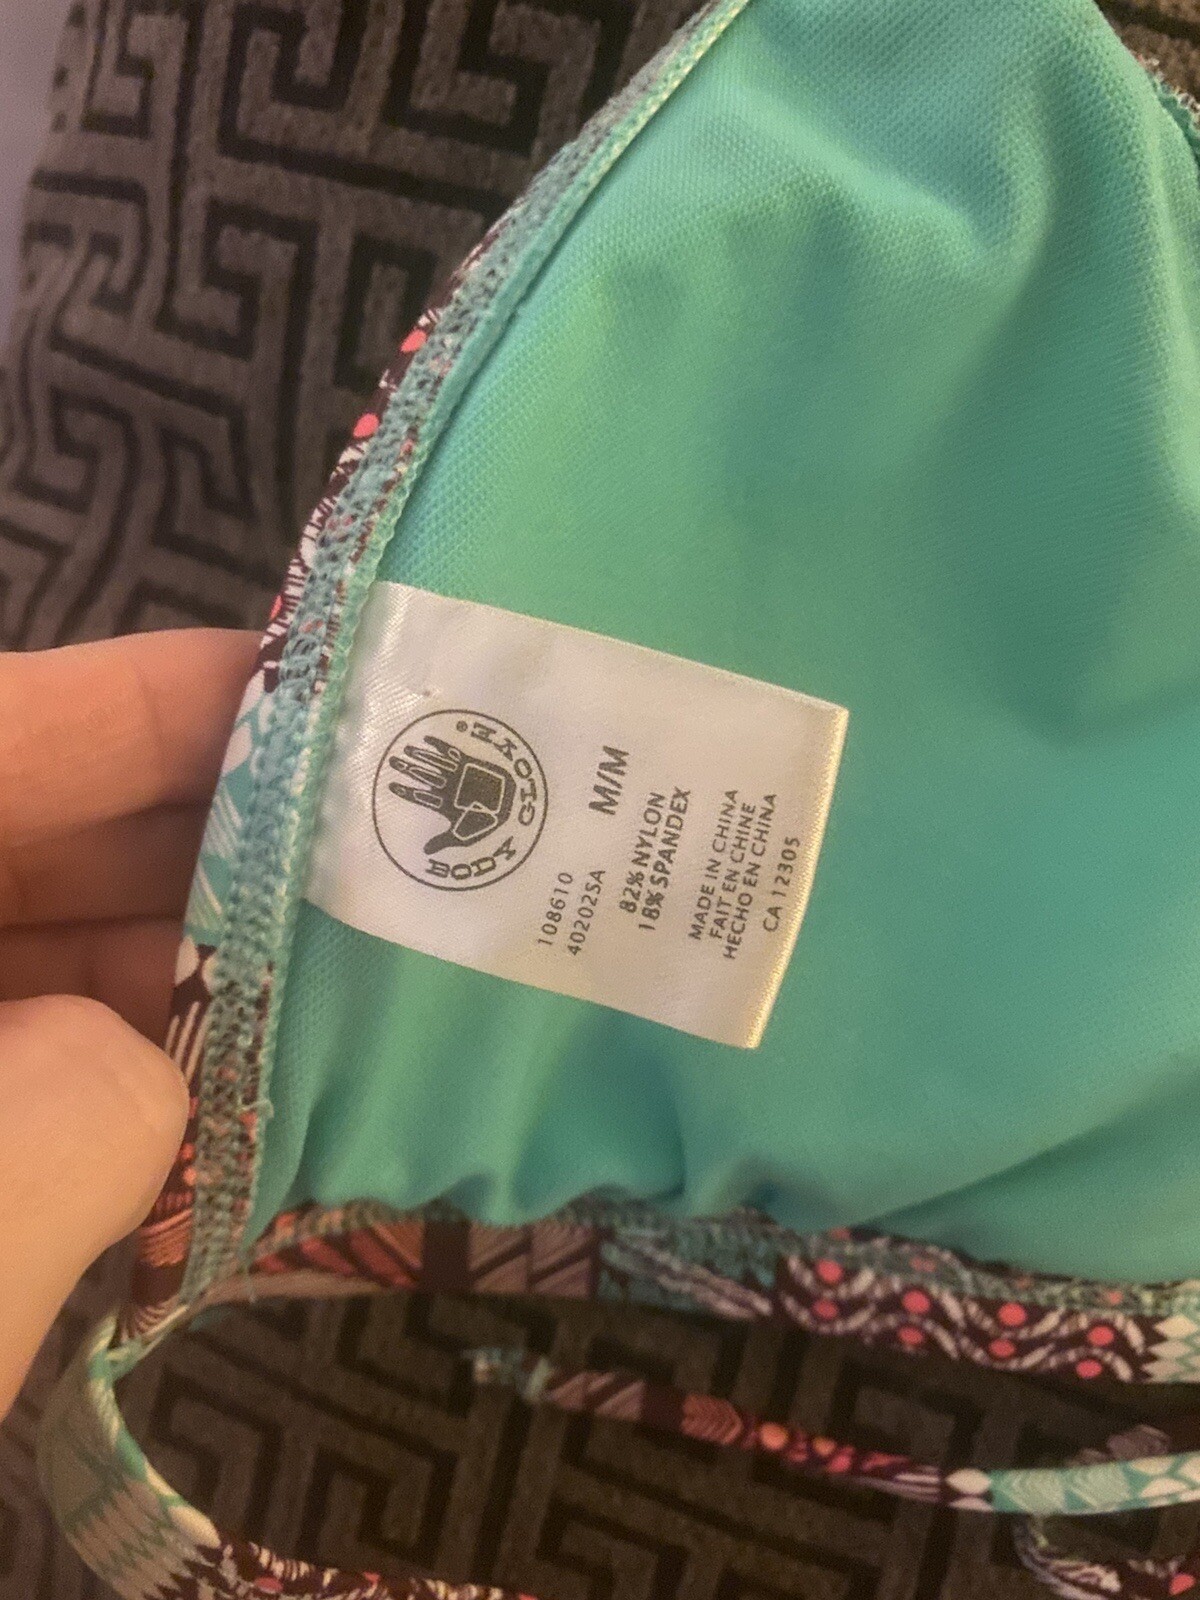 BODY GLOVE®
M/M
108610
40202SA
82% NYLON
18% SPANDEX
MADE IN CHINA
FAIT EN CHINE
HECHO EN CHINA
CA 12305